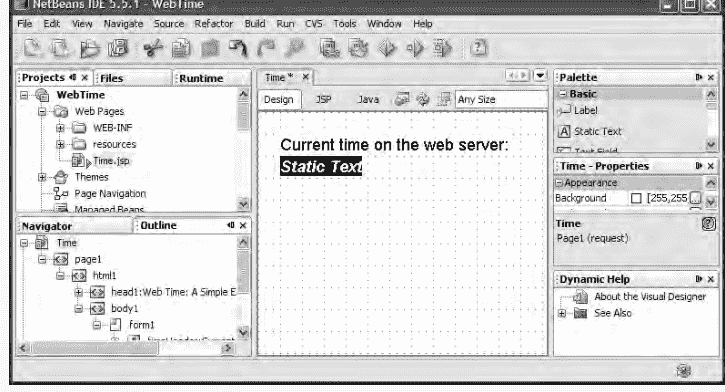 NetBeans IDE 5.5.1 - WebTime
File Edit View Navigate Source Refactor Build Run CVS Tools Window Help
Projects Files Runtime
WebTime
Web Pages
WEB-INF
resources
Time.jsp
Themes
Page Navigation
Managed Beans
Navigator Outline
Time
page1
html1
head1:Web Time: A Simple E
body1
form1
Time *
Design JSP Java Any Size
Current time on the web server:
Static Text
Palette
Basic
Label
Static Text
Text Field
Time - Properties
Appearance
Background [255,255,
Time
Page1 (request)
Dynamic Help
About the Visual Designer
See Also